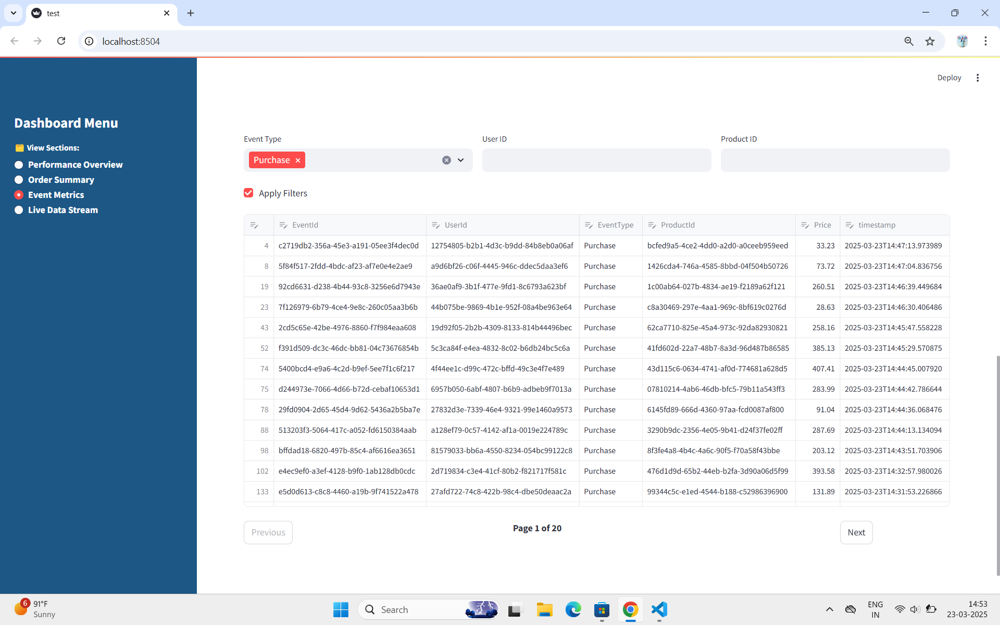 test
localhost:8504
Deploy
Dashboard Menu
View Sections:
Performance Overview
Order Summary
Event Metrics
Live Data Stream
Event Type User ID Product ID
Purchase
Apply Filters
EventId UserId EventType ProductId Price timestamp
4 c2719db2-356a-45e3-a191-05ee3f4dec0d 12754805-b2b1-4d3c-b9dd-84b8eb0a06af Purchase bcfed9a5-4ce2-4dd0-a2d0-a0ceeb959eed 33.23 2025-03-23T14:47:13.973989
8 5f84f517-2fdd-4bdc-af23-af7e0e4e2ae9 a9d6bf26-c06f-4445-946c-ddec5daa3ef6 Purchase 1426cda4-746a-4585-8bbd-04f504b50726 73.72 2025-03-23T14:47:04.836756
19 92cd6631-d238-4b44-93c8-3256e6d7943e 36ae0af9-3b1f-477e-9fd1-8c6793a623bf Purchase 1c00ab64-027b-4834-ae19-f2189a62f121 260.51 2025-03-23T14:46:39.449684
23 7f126979-6b79-4ce4-9e8c-260c05aa3b6b 44b075be-9869-4b1e-952f-08a4be963e64 Purchase c8a30469-297e-4aa1-969c-8bf619c0276d 28.63 2025-03-23T14:46:30.406486
43 2cd5c65e-42be-4976-8860-f7f984eaa608 19d92f05-2b2b-4309-8133-814b44496bec Purchase 62ca7710-825e-45a4-973c-92da82930821 258.16 2025-03-23T14:45:47.558228
52 f391d509-dc3c-46dc-bb81-04c73676854b 5c3ca84f-e4ea-4832-8c02-b6db24bc5c6a Purchase 41fd602d-22a7-48b7-8a3d-96d487b86585 385.13 2025-03-23T14:45:29.570875
74 5400bcd4-e9a6-4c2d-b9ef-5ee7f1c6f217 4f44ee1c-d99c-472c-bffd-49c3e4f7e489 Purchase 43d115c6-0634-4741-af0d-774681a628d5 407.41 2025-03-23T14:44:45.007920
75 d244973e-7066-4d66-b72d-cebaf10653d1 6957b050-6abf-4807-b6b9-adbeb9f7013a Purchase 07810214-4ab6-46db-bfc5-79b11a543ff3 283.99 2025-03-23T14:44:42.786644
78 29fd0904-2d65-45d4-9d62-5436a2b5ba7e 27832d3e-7339-46e4-9321-99e1460a9573 Purchase 6145fd89-666d-4360-97aa-fcd0087af800 91.04 2025-03-23T14:44:36.068476
88 513203f3-5064-417c-a052-fd6150384aab a128ef79-0c57-4142-af1a-0019e224789c Purchase 3290b9dc-2356-4e05-9b41-d24f37fe02ff 287.69 2025-03-23T14:44:13.134094
98 bffdad18-6820-497b-85c4-af6616ea3651 81579033-bb6a-4550-8234-054bc99122c8 Purchase 8f3fe4a8-4b4c-4a6c-90f5-f70a58f43bbe 203.12 2025-03-23T14:43:51.703906
102 e4ec9ef0-a3ef-4128-b9f0-1ab128db0cdc 2d719834-c3e4-41cf-80b2-f821717f581c Purchase 476d1d9d-65b2-44eb-b2fa-3d90a06d5f99 393.58 2025-03-23T14:32:57.980026
133 e5d0d613-c8c8-4460-a19b-9f741522a478 27afd722-74c8-422b-98c4-dbe50deaac2a Purchase 99344c5c-e1ed-4544-b188-c52986396900 131.89 2025-03-23T14:31:53.226866
Previous Page 1 of 20 Next
6 91°F
Sunny
Search
ENG
IN
14:53
23-03-2025